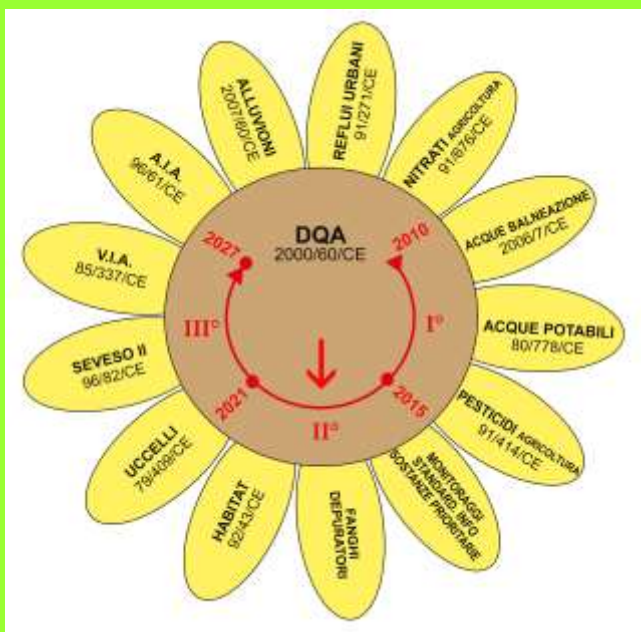 DQA
2000/60/CE
2010
I°
2015
II°
2021
III°
2027
REFLUI URBANI
91/271/CE
NITRATI AGRICOLTURA
91/676/CE
ACQUE BALNEAZIONE
2006/7/CE
ACQUE POTABILI
80/778/CE
PESTICIDI AGRICOLTURA
91/414/CE
MONITORAGGI
STANDARD. INFO
SOSTANZE PRIORITARIE
FANGHI
DEPURATORI
HABITAT
92/43/CE
UCCELLI
79/409/CE
SEVESO II
96/82/CE
V.I.A.
85/337/CE
A.I.A.
96/61/CE
ALLUVIONI
2007/60/CE